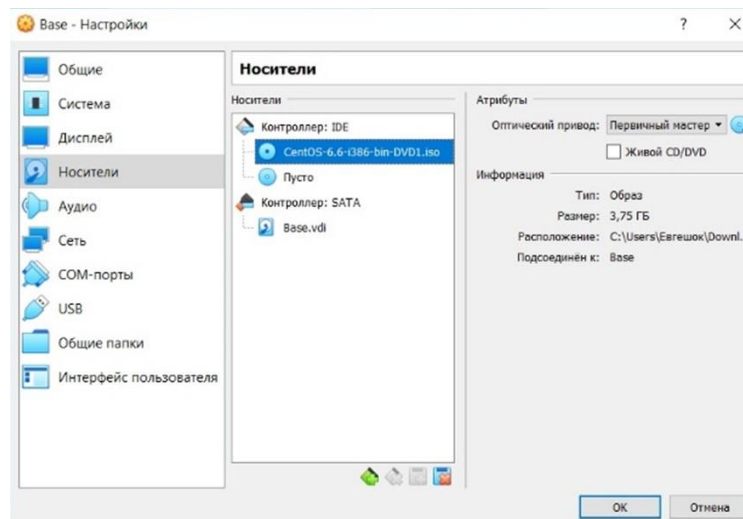 Base - Настройки
?
Общие
Система
Дисплей
Носители
Аудио
Сеть
COM-порты
USB
Общие папки
Интерфейс пользователя
Носители
Носители
Контроллер: IDE
CentOS-6.6-i386-bin-DVD1.iso
Пусто
Контроллер: SATA
Base.vdi
Атрибуты
Оптический привод: Первичный мастер
Живой CD/DVD
Информация
Тип: Образ
Размер: 3,75 ГБ
Расположение: C:\Users\Евгешок\Downl..
Подсоединён к: Base
OK
Отмена